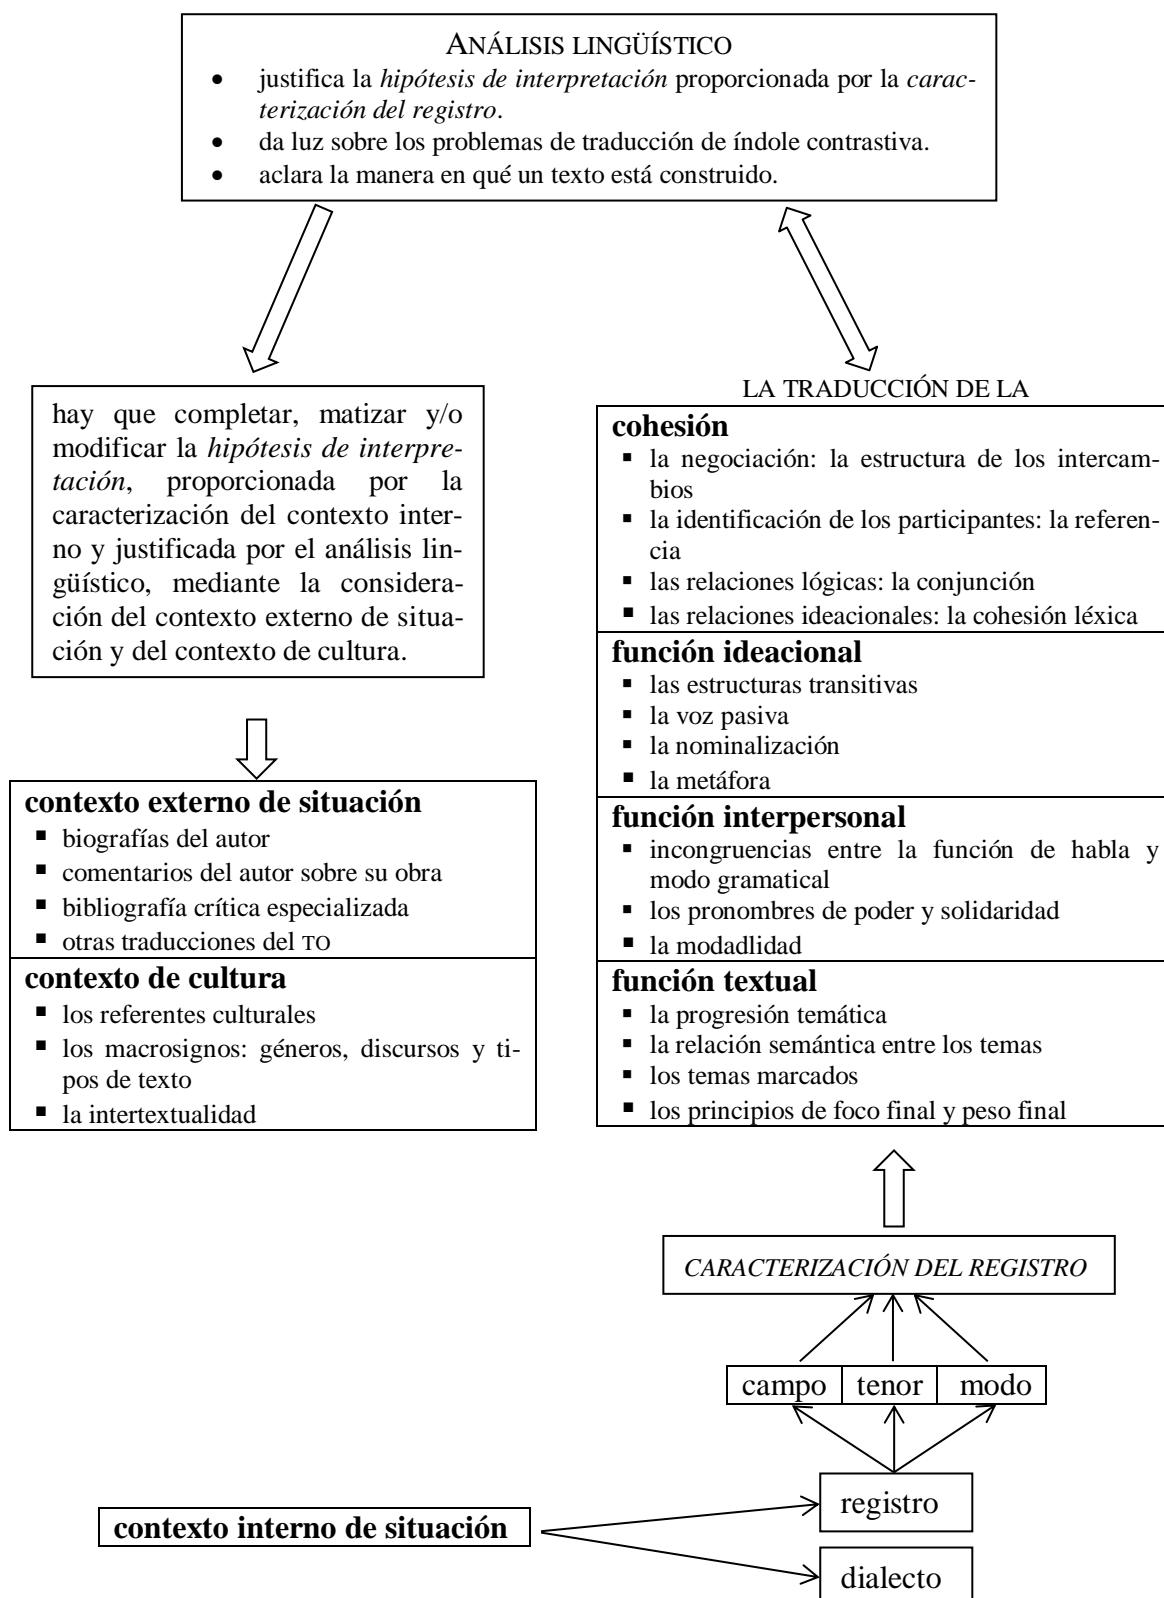 ANÁLISIS LINGÜÍSTICO
• justifica la hipótesis de interpretación proporcionada por la carac-
terización del registro.
• da luz sobre los problemas de traducción de índole contrastiva.
• aclara la manera en qué un texto está construido.
hay que completar, matizar y/o
modificar la hipótesis de interpre-
tación, proporcionada por la
caracterización del contexto inter-
no y justificada por el análisis lin-
güístico, mediante la considera-
ción del contexto externo de situa-
ción y del contexto de cultura.
contexto externo de situación
▪ biografías del autor
▪ comentarios del autor sobre su obra
▪ bibliografía crítica especializada
▪ otras traducciones del TO
contexto de cultura
▪ los referentes culturales
▪ los macrosignos: géneros, discursos y ti-
pos de texto
▪ la intertextualidad
LA TRADUCCIÓN DE LA
cohesión
▪ la negociación: la estructura de los intercam-
bios
▪ la identificación de los participantes: la referen-
cia
▪ las relaciones lógicas: la conjunción
▪ las relaciones ideacionales: la cohesión léxica
función ideacional
▪ las estructuras transitivas
▪ la voz pasiva
▪ la nominalización
▪ la metáfora
función interpersonal
▪ incongruencias entre la función de habla y
modo gramatical
▪ los pronombres de poder y solidaridad
▪ la modadlidad
función textual
▪ la progresión temática
▪ la relación semántica entre los temas
▪ los temas marcados
▪ los principios de foco final y peso final
CARACTERIZACIÓN DEL REGISTRO
campo tenor modo
registro
contexto interno de situación
dialecto